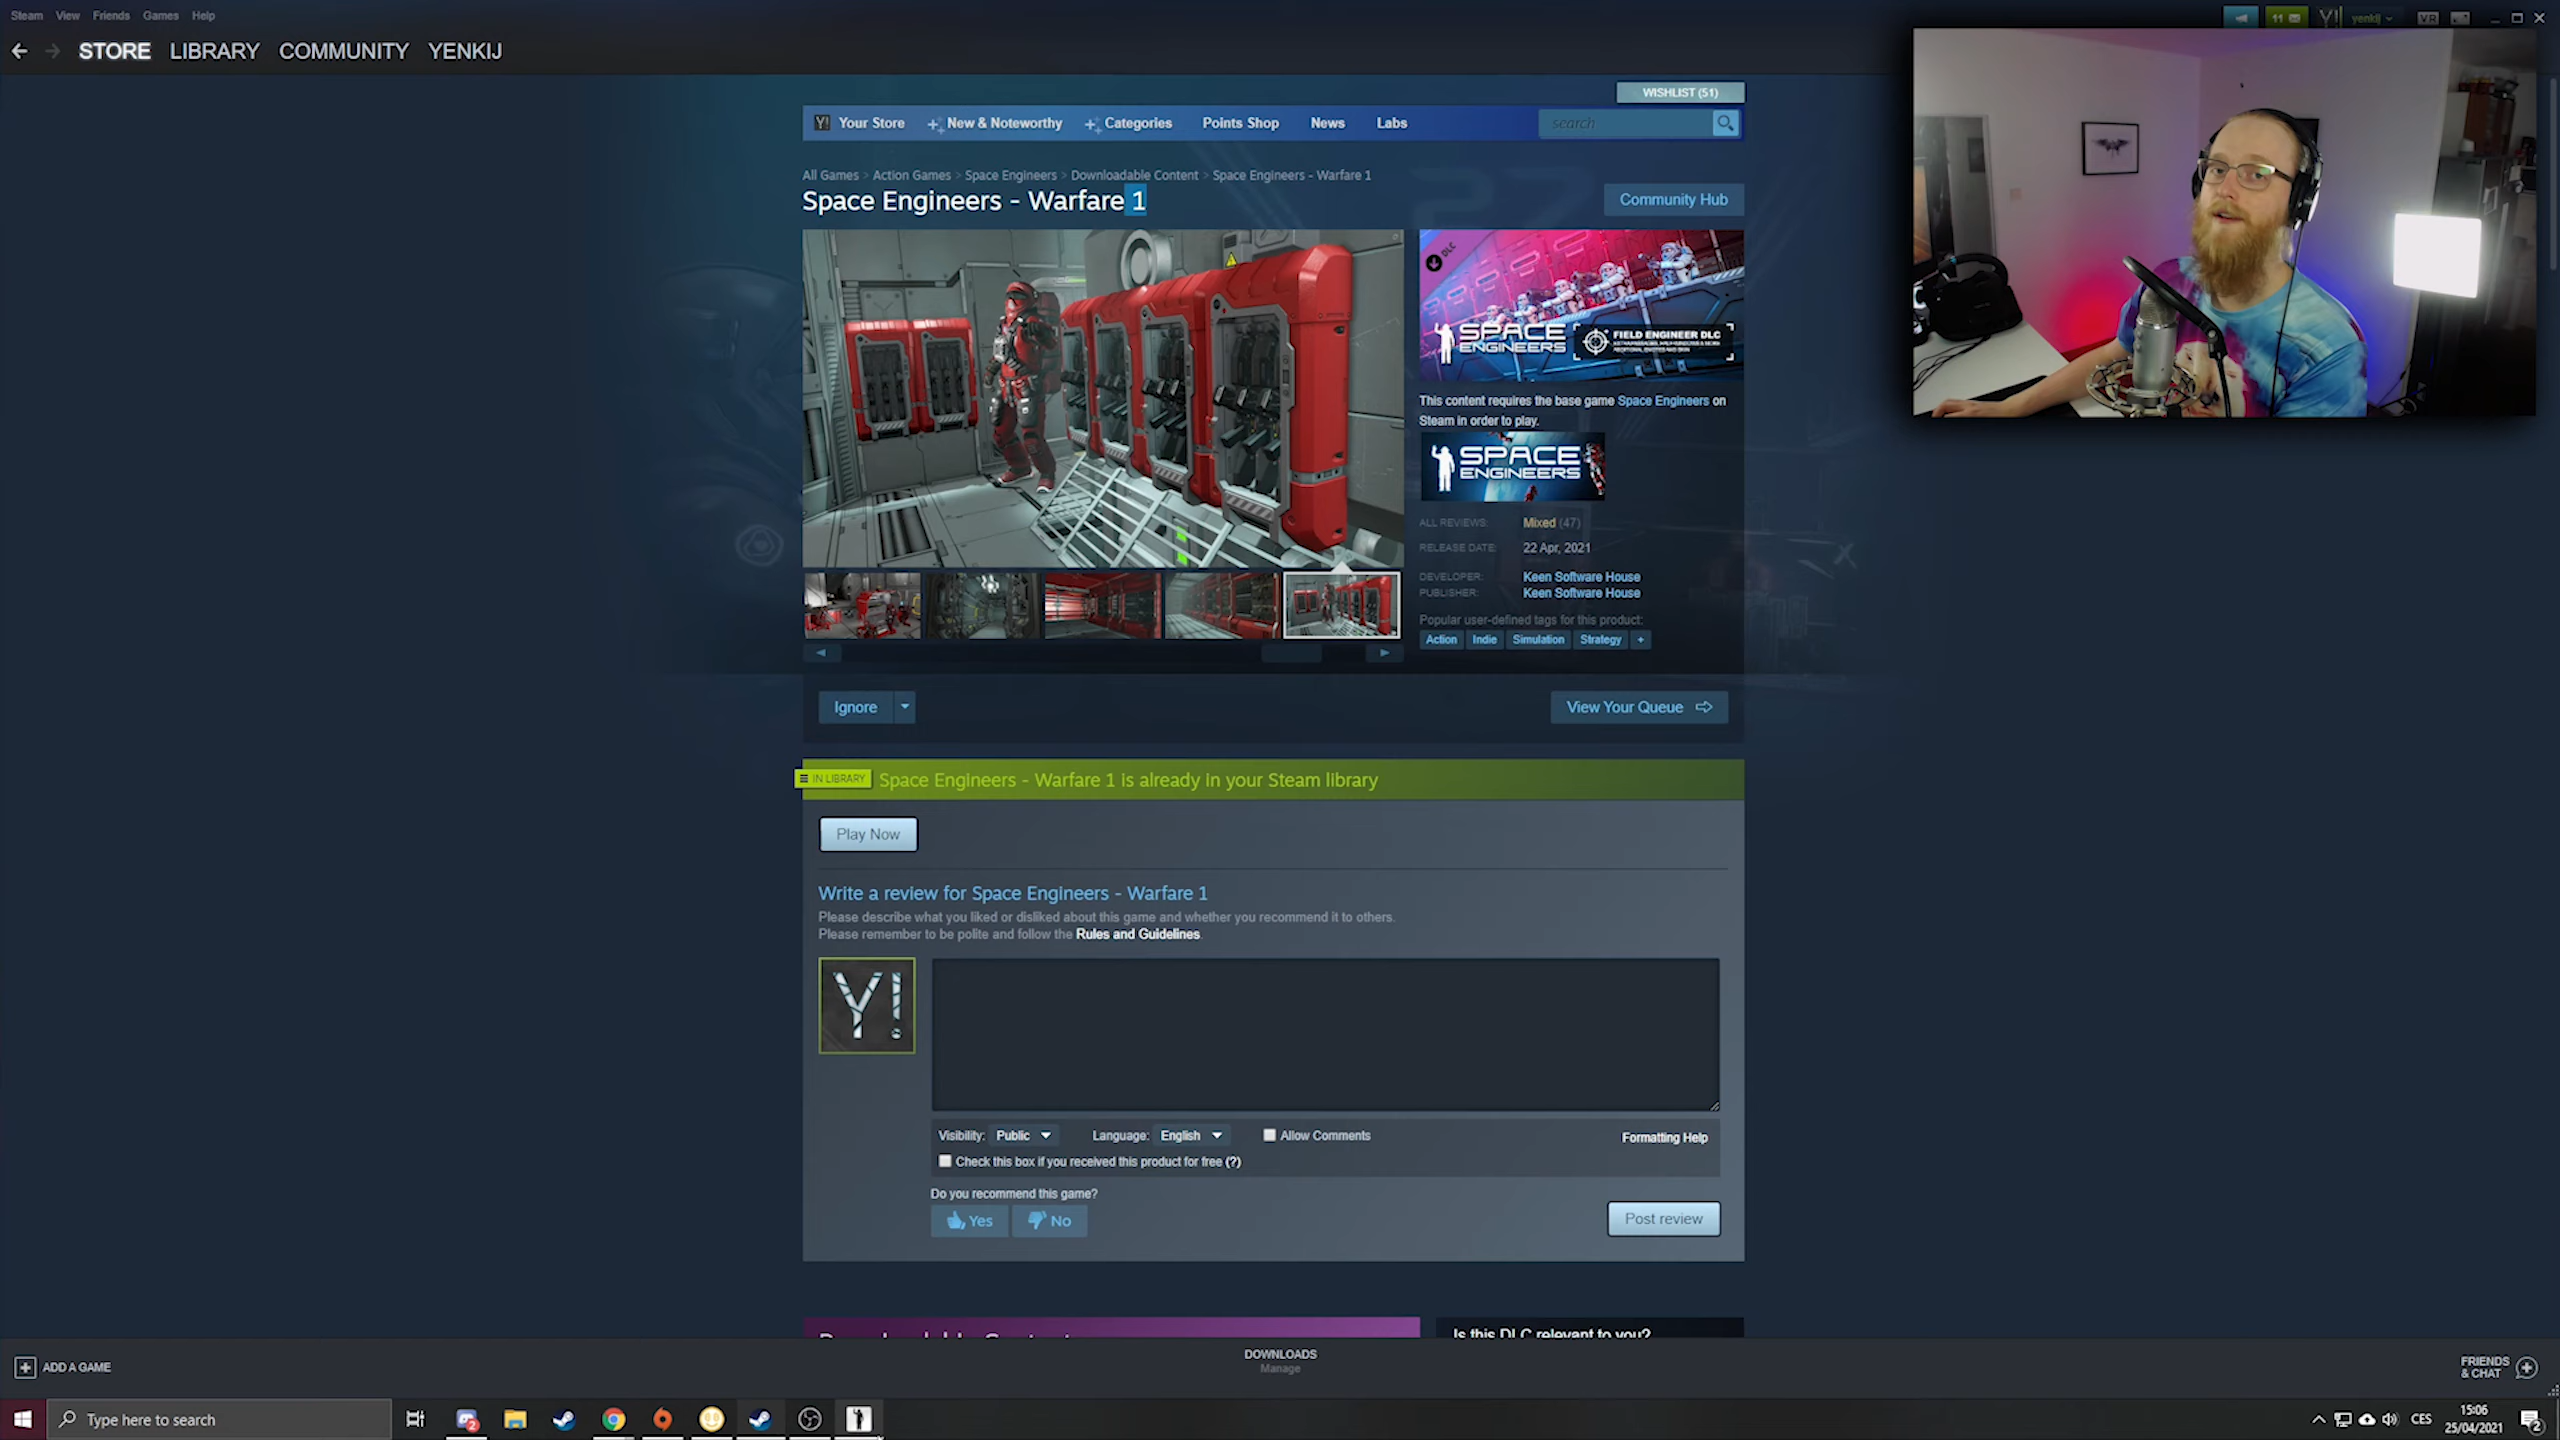 Steam View Friends Games Help
11
yenkij
VR
STORE LIBRARY COMMUNITY YENKIJ
WISHLIST (51)
Y! Your Store New & Noteworthy Categories Points Shop News Labs search
All Games > Action Games > Space Engineers > Downloadable Content > Space Engineers - Warfare 1
Space Engineers - Warfare 1
Community Hub
DLC
SPACE ENGINEERS
FIELD ENGINEER DLC
This content requires the base game Space Engineers on
Steam in order to play.
SPACE
ENGINEERS
ALL REVIEWS: Mixed (47)
RELEASE DATE: 22 Apr, 2021
DEVELOPER: Keen Software House
PUBLISHER: Keen Software House
Popular user-defined tags for this product:
Action Indie Simulation Strategy +
Ignore
View Your Queue
IN LIBRARY
Space Engineers - Warfare 1 is already in your Steam library
Play Now
Write a review for Space Engineers - Warfare 1
Please describe what you liked or disliked about this game and whether you recommend it to others.
Please remember to be polite and follow the Rules and Guidelines.
Y!
Visibility: Public Language: English Allow Comments
Formatting Help
Check this box if you received this product for free (?)
Do you recommend this game?
Yes No
Post review
Is this DLC relevant to you?
ADD A GAME
DOWNLOADS
Manage
FRIENDS
& CHAT
Type here to search
2
CES
15:06
25/04/2021
2